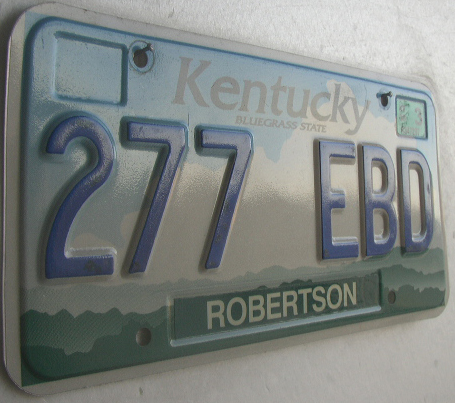 Kentucky
BLUEGRASS STATE
277 EBD
ROBERTSON